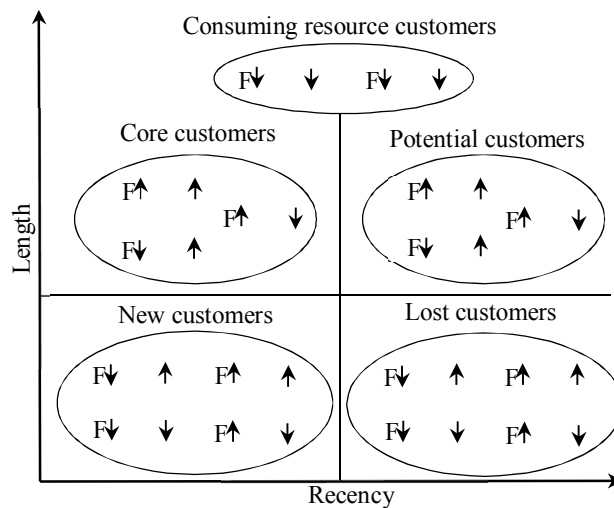 Consuming resource customers
F↓ ↓ F↓ ↓
Core customers
F↑ ↑
F↑ ↓
F↓ ↑
Potential customers
F↑ ↑
F↑ ↓
F↓ ↑
Length
New customers
F↓ ↑ F↑ ↑
F↓ ↓ F↑ ↓
Lost customers
F↓ ↑ F↑ ↑
F↓ ↓ F↑ ↓
Recency